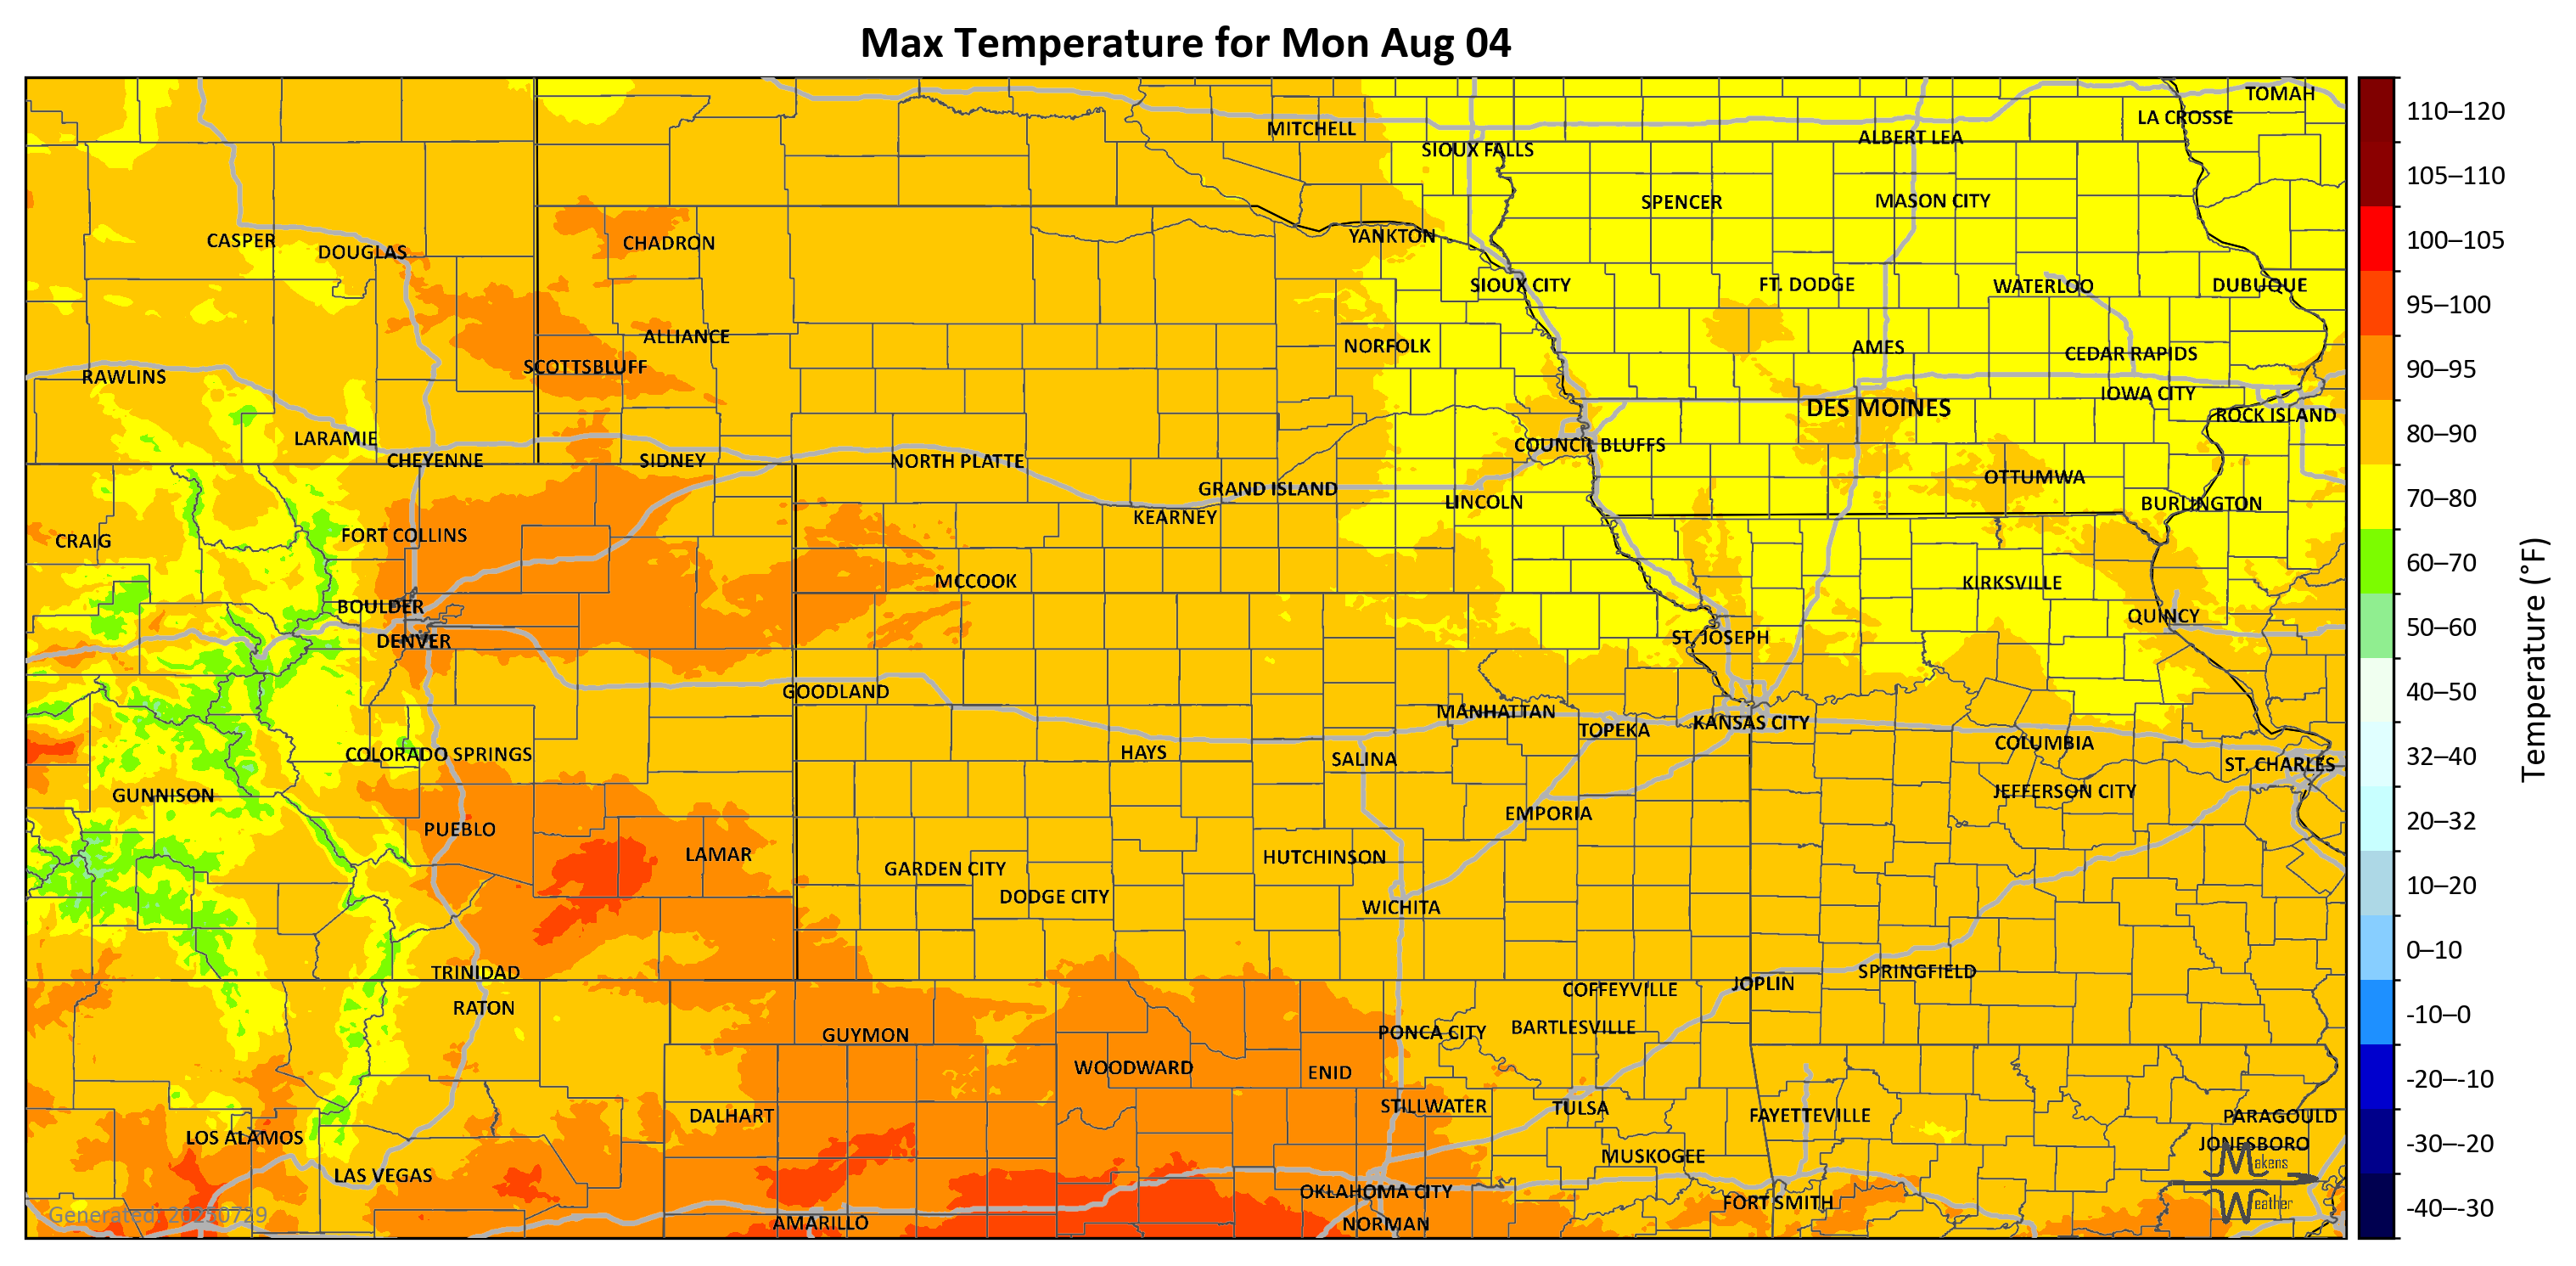 Max Temperature for Mon Aug 04
TOMAH
LA CROSSE
MITCHELL
ALBERT LEA
SIOUX FALLS
SPENCER
MASON CITY
YANKTON
CASPER
CHADRON
DOUGLAS
SIOUX CITY
FT. DODGE
WATERLOO
DUBUQUE
ALLIANCE
NORFOLK
AMES
CEDAR RAPIDS
SCOTTSBLUFF
RAWLINS
IOWA CITY
DES MOINES
ROCK ISLAND
LARAMIE
COUNCIL BLUFFS
CHEYENNE
SIDNEY
NORTH PLATTE
OTTUMWA
GRAND ISLAND
LINCOLN
BURLINGTON
KEARNEY
FORT COLLINS
CRAIG
MCCOOK
KIRKSVILLE
BOULDER
QUINCY
DENVER
ST. JOSEPH
GOODLAND
MANHATTAN
KANSAS CITY
TOPEKA
COLUMBIA
COLORADO SPRINGS
HAYS
SALINA
ST. CHARLES
GUNNISON
JEFFERSON CITY
EMPORIA
PUEBLO
LAMAR
HUTCHINSON
GARDEN CITY
DODGE CITY
WICHITA
TRINIDAD
SPRINGFIELD
JOPLIN
COFFEYVILLE
RATON
GUYMON
PONCA CITY
BARTLESVILLE
WOODWARD
ENID
STILLWATER
TULSA
DALHART
FAYETTEVILLE
PARAGOULD
LOS ALAMOS
JONESBORO
MUSKOGEE
LAS VEGAS
OKLAHOMA CITY
FORT SMITH
AMARILLO
NORMAN
Generated: 20250729
Makens
Weather
110–120
105–110
100–105
95–100
90–95
80–90
70–80
60–70
50–60
40–50
32–40
20–32
10–20
0–10
-10–0
-20–-10
-30–-20
-40–-30
Temperature (°F)